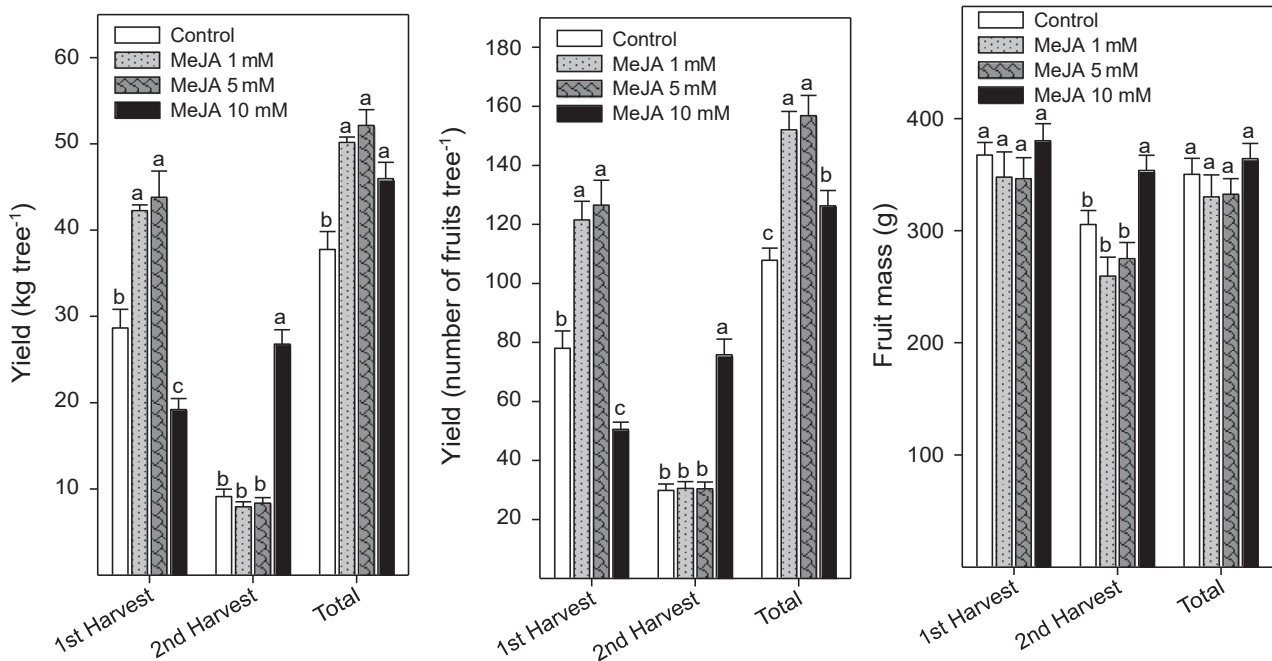 Yield (kg tree⁻¹)
60
50
40
30
20
10
Control
MeJA 1 mM
MeJA 5 mM
MeJA 10 mM
b
a
a
c
b
b
b
a
b
a
a
a
1st Harvest
2nd Harvest
Total
Yield (number of fruits tree⁻¹)
180
160
140
120
100
80
60
40
20
Control
MeJA 1 mM
MeJA 5 mM
MeJA 10 mM
b
a
a
c
b
b
b
a
c
a
a
b
1st Harvest
2nd Harvest
Total
Fruit mass (g)
400
300
200
100
Control
MeJA 1 mM
MeJA 5 mM
MeJA 10 mM
a
a
a
a
b
b
b
a
a
a
a
a
1st Harvest
2nd Harvest
Total